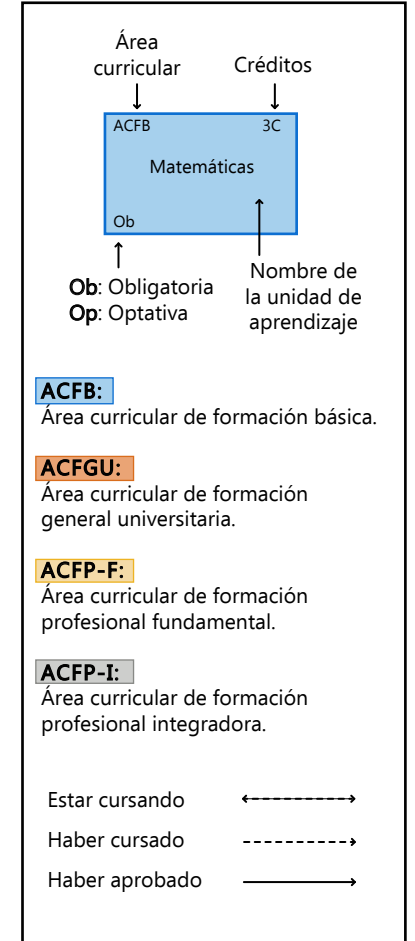 Área
curricular
Créditos
ACFB 3C
Matemáticas
Ob
Ob: Obligatoria
Op: Optativa
Nombre de
la unidad de
aprendizaje
ACFB:
Área curricular de formación básica.
ACFGU:
Área curricular de formación
general universitaria.
ACFP-F:
Área curricular de formación
profesional fundamental.
ACFP-I:
Área curricular de formación
profesional integradora.
Estar cursando
Haber cursado
Haber aprobado